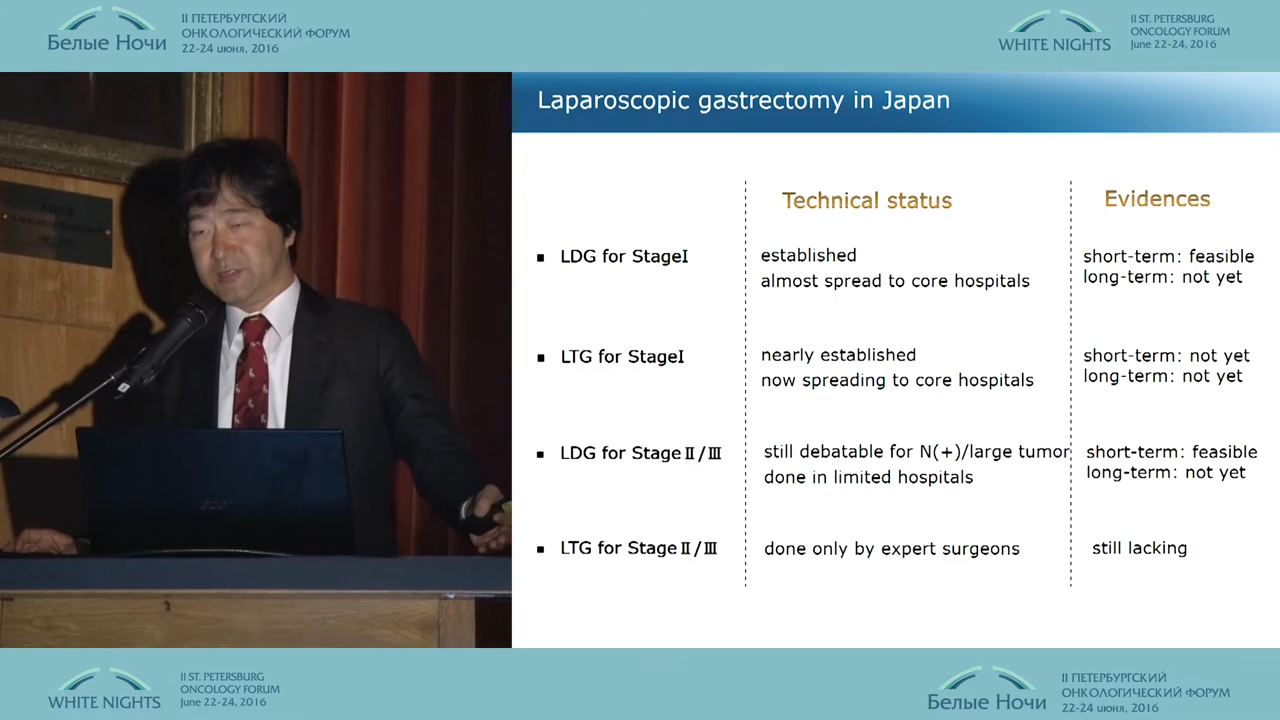 Белые Ночи
II ПЕТЕРБУРГСКИЙ
ОНКОЛОГИЧЕСКИЙ ФОРУМ
22-24 июня, 2016
WHITE NIGHTS
II ST. PETERSBURG
ONCOLOGY FORUM
June 22-24, 2016
Laparoscopic gastrectomy in Japan
Technical status
Evidences
▪ LDG for StageI
established
almost spread to core hospitals
short-term: feasible
long-term: not yet
▪ LTG for StageI
nearly established
now spreading to core hospitals
short-term: not yet
long-term: not yet
▪ LDG for StageⅡ/Ⅲ
still debatable for N(+)/large tumor
done in limited hospitals
short-term: feasible
long-term: not yet
▪ LTG for StageⅡ/Ⅲ
done only by expert surgeons
still lacking
WHITE NIGHTS
II ST. PETERSBURG
ONCOLOGY FORUM
June 22-24, 2016
Белые Ночи
II ПЕТЕРБУРГСКИЙ
ОНКОЛОГИЧЕСКИЙ ФОРУМ
22-24 июня, 2016